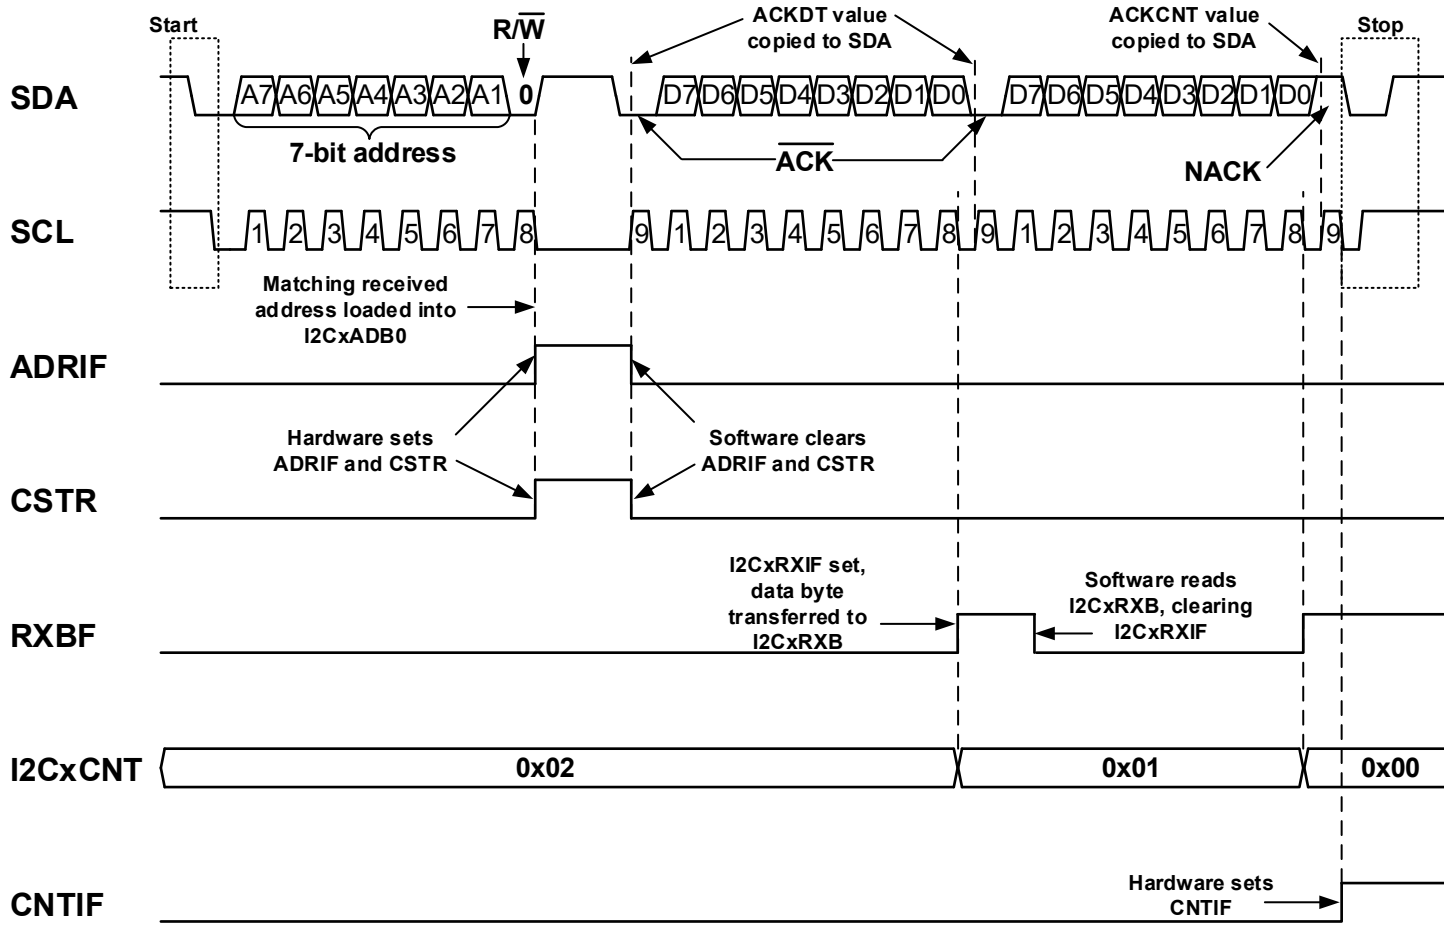 Start
R/W
ACKDT value
copied to SDA
ACKCNT value
copied to SDA
Stop
SDA
A7 A6 A5 A4 A3 A2 A1 0 D7 D6 D5 D4 D3 D2 D1 D0 D7 D6 D5 D4 D3 D2 D1 D0
7-bit address
ACK
NACK
SCL
1 2 3 4 5 6 7 8 9 1 2 3 4 5 6 7 8 9 1 2 3 4 5 6 7 8 9
Matching received
address loaded into
I2CxADB0
ADRIF
Hardware sets
ADRIF and CSTR
Software clears
ADRIF and CSTR
CSTR
I2CxRXIF set,
data byte
transferred to
I2CxRXB
Software reads
I2CxRXB, clearing
I2CxRXIF
RXBF
I2CxCNT
0x02
0x01
0x00
Hardware sets
CNTIF
CNTIF